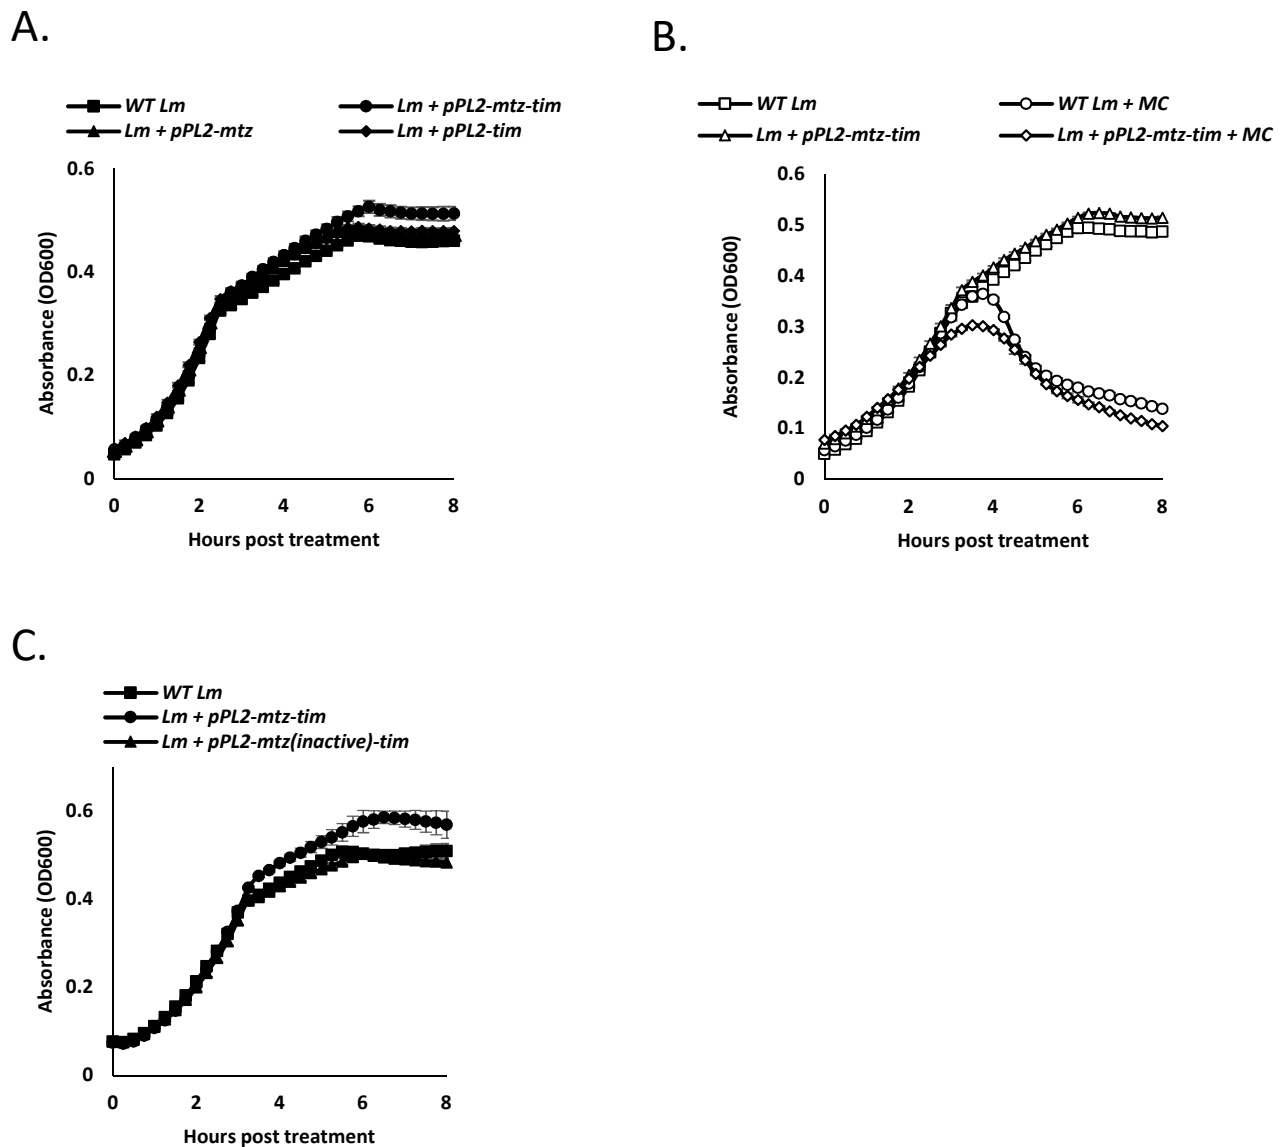 A.
WT Lm
Lm + pPL2-mtz-tim
Lm + pPL2-mtz
Lm + pPL2-tim
0.6
0.4
0.2
0
Absorbance (OD600)
0 2 4 6 8
Hours post treatment
B.
WT Lm
WT Lm + MC
Lm + pPL2-mtz-tim
Lm + pPL2-mtz-tim + MC
0.6
0.5
0.4
0.3
0.2
0.1
0
Absorbance (OD600)
0 2 4 6 8
Hours post treatment
C.
WT Lm
Lm + pPL2-mtz-tim
Lm + pPL2-mtz(inactive)-tim
0.6
0.4
0.2
0
Absorbance (OD600)
0 2 4 6 8
Hours post treatment